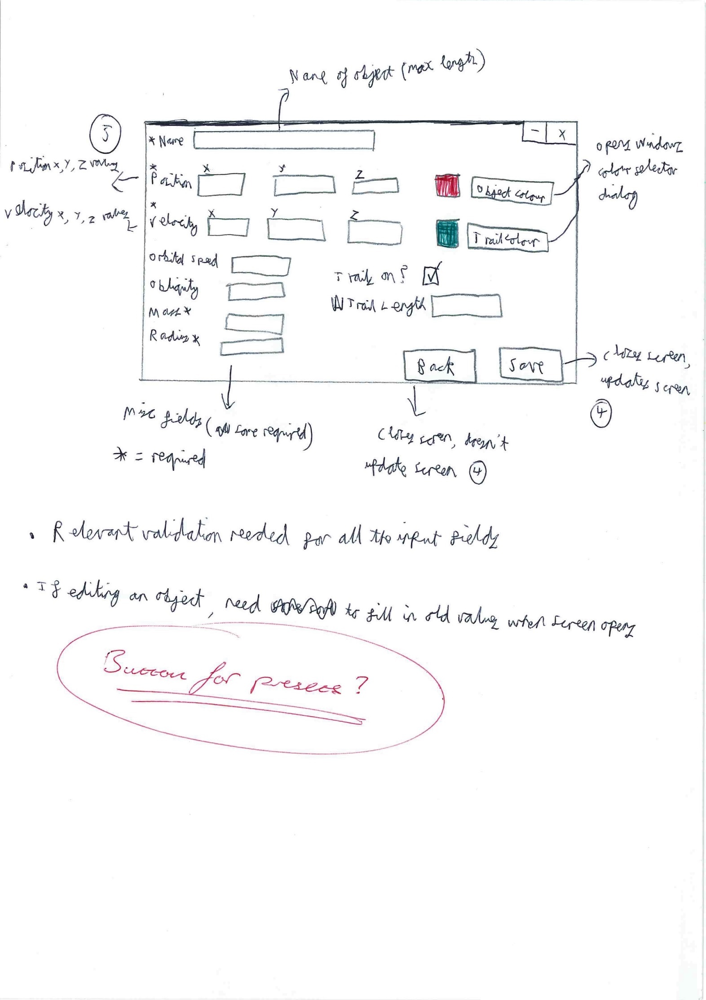 Name of object (max length)
5
* Name
-
X
Opens Windows
colour selector
dialog
Position X, Y, Z values
*
Position
X
Y
Z
Object colour
Velocity X, Y, Z values
*
Velocity
X
Y
Z
Trail colour
Orbital speed
Obliquity
Mass *
Radius *
Trails on?
Trail Length
Back
Save
Closes screen,
updates screen
4
Misc fields (some required)
* = required
Closes screen, doesn't
update screen 4
• Relevant validation needed for all the input fields
• If editing an object, need to fill in old values when screen opens
Button for presets?